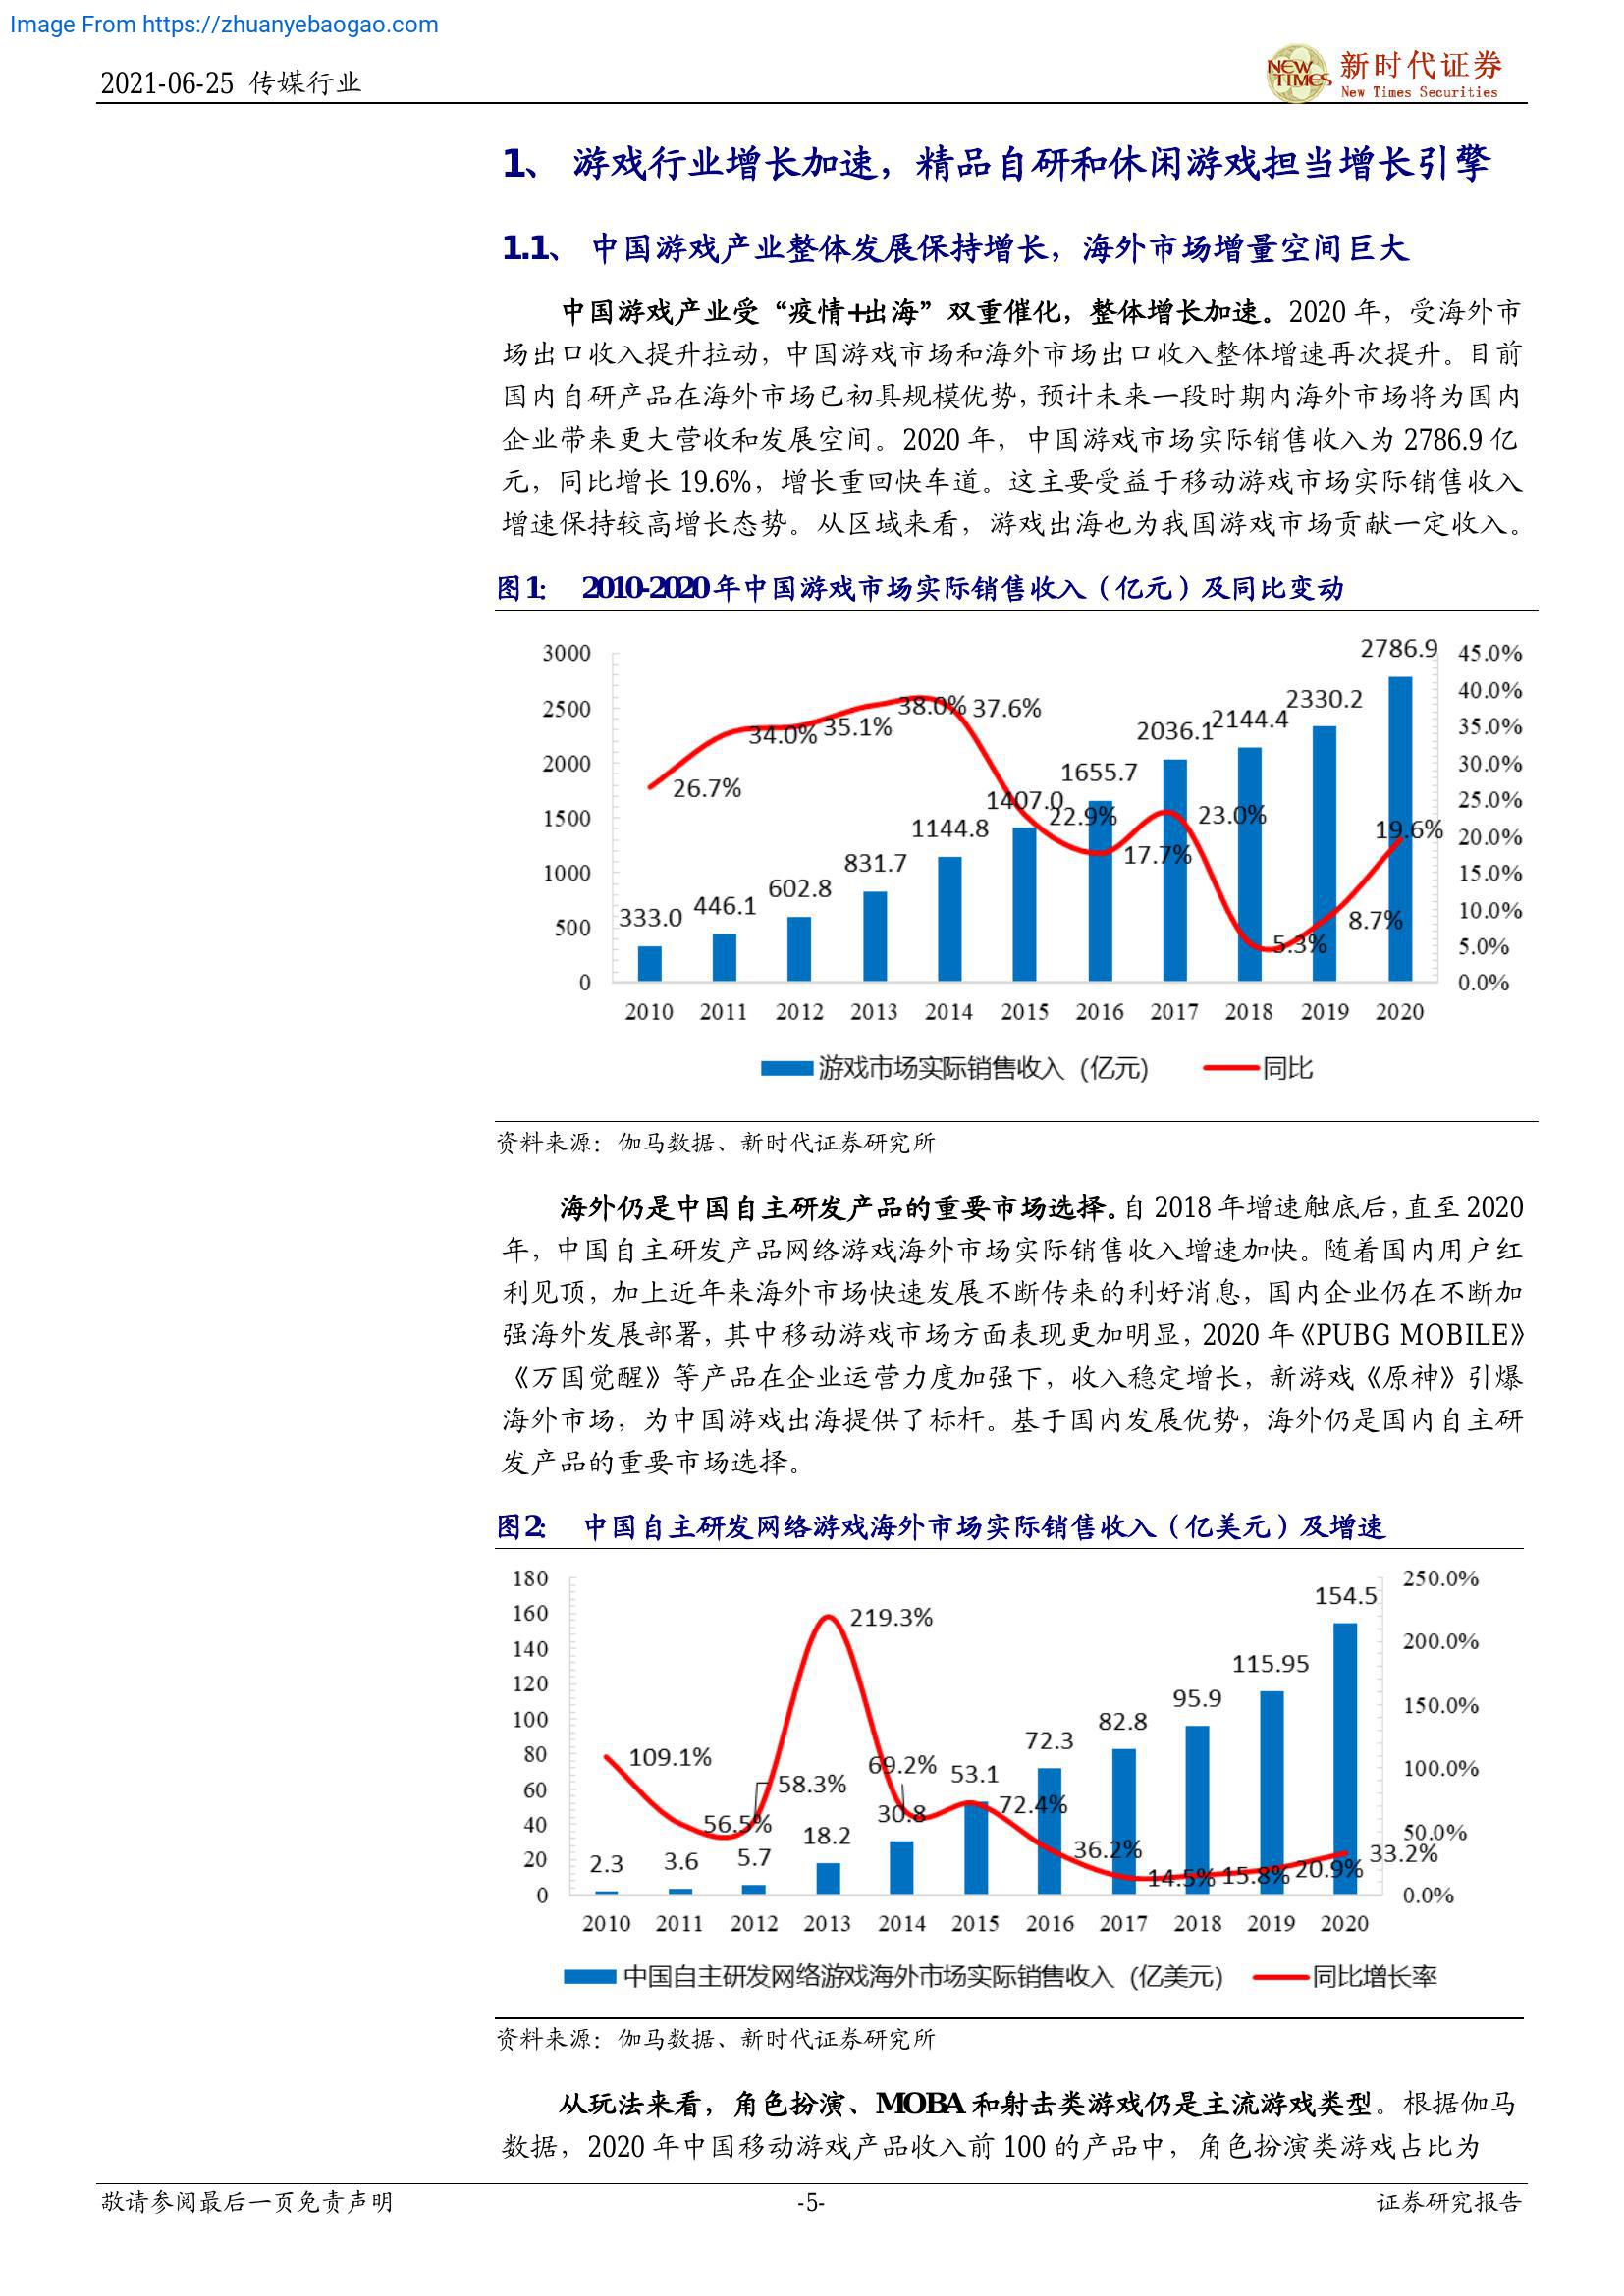 Image From https://zhuanyebaogao.com
2021-06-25 传媒行业
NEW TIMES
新时代证券
New Times Securities
1、 游戏行业增长加速，精品自研和休闲游戏担当增长引擎
1.1、 中国游戏产业整体发展保持增长，海外市场增量空间巨大
中国游戏产业受“疫情+出海”双重催化，整体增长加速。2020 年，受海外市
场出口收入提升拉动，中国游戏市场和海外市场出口收入整体增速再次提升。目前
国内自研产品在海外市场已初具规模优势，预计未来一段时期内海外市场将为国内
企业带来更大营收和发展空间。2020 年，中国游戏市场实际销售收入为 2786.9 亿
元，同比增长 19.6%，增长重回快车道。这主要受益于移动游戏市场实际销售收入
增速保持较高增长态势。从区域来看，游戏出海也为我国游戏市场贡献一定收入。
图1： 2010-2020年中国游戏市场实际销售收入（亿元）及同比变动
3000
2500
2000
1500
1000
500
0
333.0
446.1
602.8
831.7
1144.8
1407.0
1655.7
2036.1
2144.4
2330.2
2786.9
26.7%
34.0%
35.1%
38.0%
37.6%
22.9%
17.7%
23.0%
5.3%
8.7%
19.6%
45.0%
40.0%
35.0%
30.0%
25.0%
20.0%
15.0%
10.0%
5.0%
0.0%
2010 2011 2012 2013 2014 2015 2016 2017 2018 2019 2020
游戏市场实际销售收入（亿元） 同比
资料来源：伽马数据、新时代证券研究所
海外仍是中国自主研发产品的重要市场选择。自 2018 年增速触底后，直至 2020
年，中国自主研发产品网络游戏海外市场实际销售收入增速加快。随着国内用户红
利见顶，加上近年来海外市场快速发展不断传来的利好消息，国内企业仍在不断加
强海外发展部署，其中移动游戏市场方面表现更加明显，2020 年《PUBG MOBILE》
《万国觉醒》等产品在企业运营力度加强下，收入稳定增长，新游戏《原神》引爆
海外市场，为中国游戏出海提供了标杆。基于国内发展优势，海外仍是国内自主研
发产品的重要市场选择。
图2： 中国自主研发网络游戏海外市场实际销售收入（亿美元）及增速
180
160
140
120
100
80
60
40
20
0
2.3
3.6
5.7
18.2
30.8
53.1
72.3
82.8
95.9
115.95
154.5
109.1%
56.5%
58.3%
219.3%
69.2%
72.4%
36.2%
14.5%
15.8%
20.9%
33.2%
250.0%
200.0%
150.0%
100.0%
50.0%
0.0%
2010 2011 2012 2013 2014 2015 2016 2017 2018 2019 2020
中国自主研发网络游戏海外市场实际销售收入（亿美元） 同比增长率
资料来源：伽马数据、新时代证券研究所
从玩法来看，角色扮演、MOBA 和射击类游戏仍是主流游戏类型。根据伽马
数据，2020 年中国移动游戏产品收入前 100 的产品中，角色扮演类游戏占比为
敬请参阅最后一页免责声明 -5- 证券研究报告